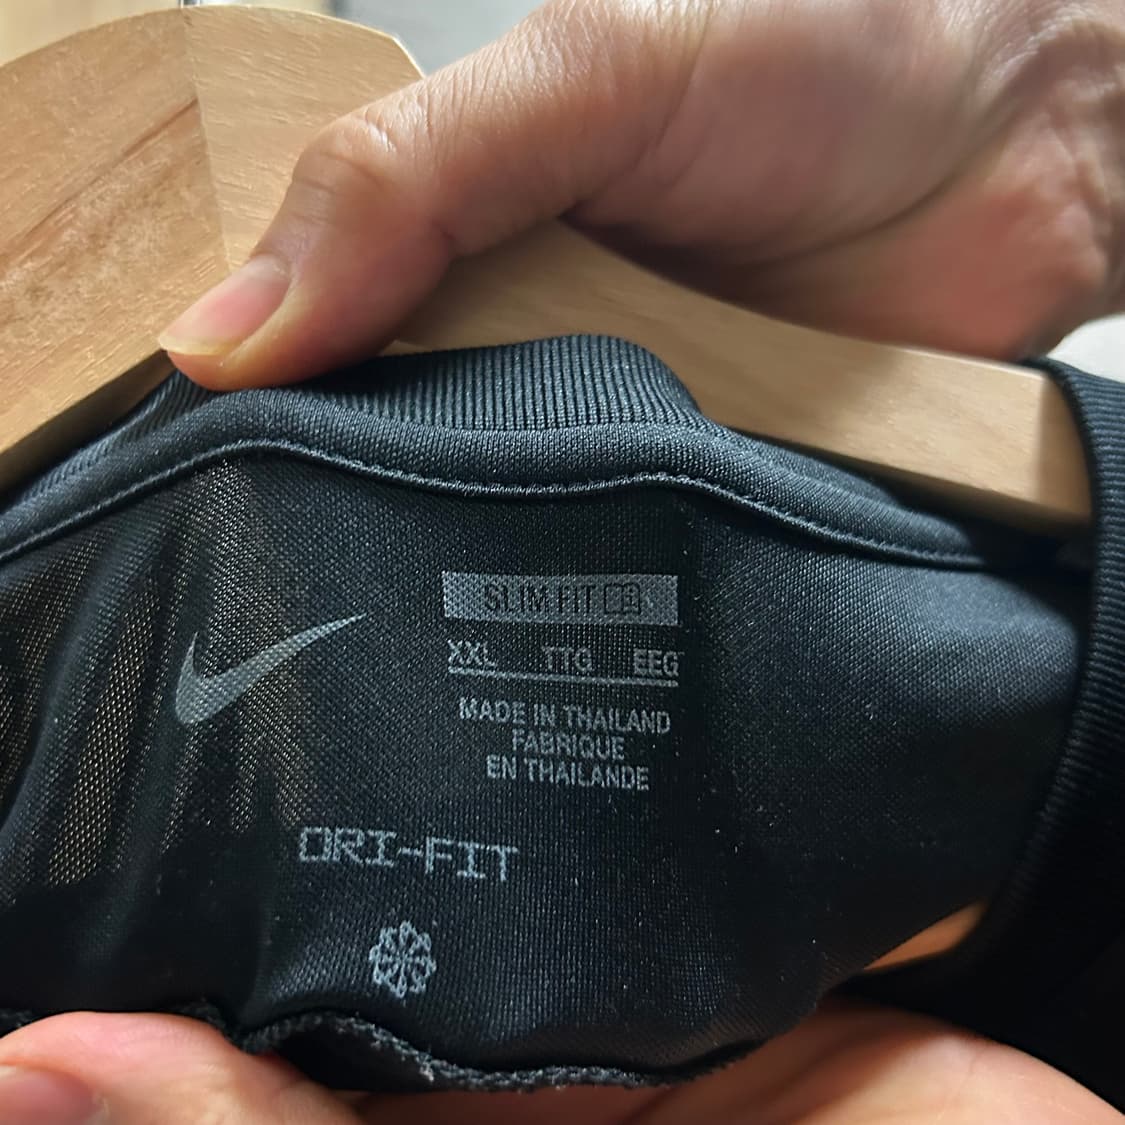 SLIM FIT
XXL TTG EEG
MADE IN THAILAND
FABRIQUE
EN THAILANDE
DRI-FIT